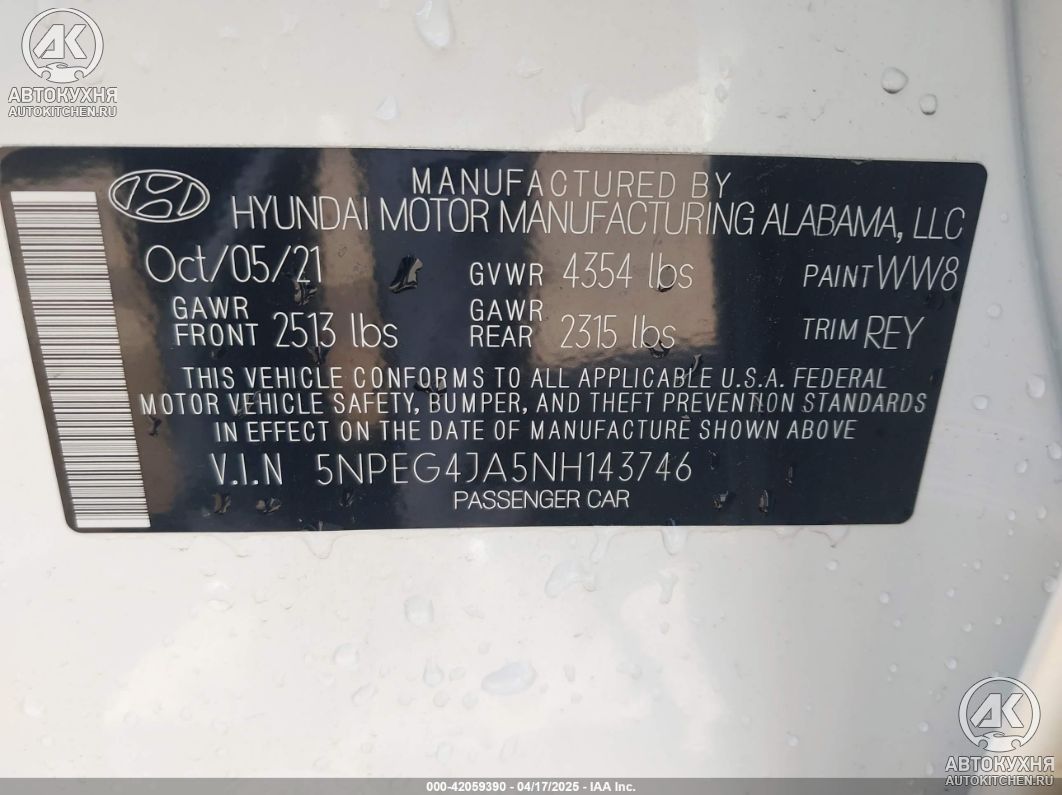 AK
АВТОКУХНЯ
AUTOKITCHEN.RU
MANUFACTURED BY
HYUNDAI MOTOR MANUFACTURING ALABAMA, LLC
Oct/05/21 GVWR 4354 lbs PAINT WW8
GAWR FRONT 2513 lbs GAWR REAR 2315 lbs TRIM REY
THIS VEHICLE CONFORMS TO ALL APPLICABLE U.S.A. FEDERAL
MOTOR VEHICLE SAFETY, BUMPER, AND THEFT PREVENTION STANDARDS
IN EFFECT ON THE DATE OF MANUFACTURE SHOWN ABOVE
V.I.N 5NPEG4JA5NH143746
PASSENGER CAR
AK
АВТОКУХНЯ
AUTOKITCHEN.RU
000-42059390 - 04/17/2025 - IAA Inc.